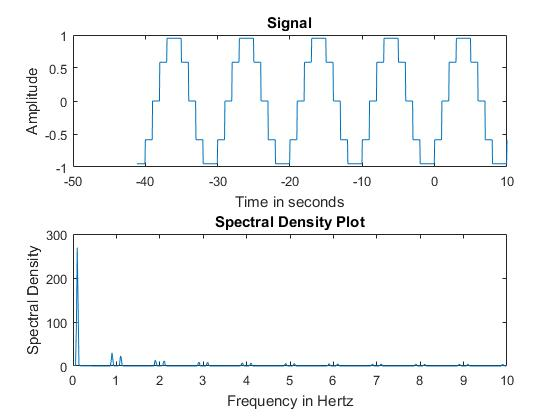 Signal
1
0.5
0
-0.5
-1
Amplitude
-50 -40 -30 -20 -10 0 10
Time in seconds
Spectral Density Plot
300
200
100
0
Spectral Density
0 1 2 3 4 5 6 7 8 9 10
Frequency in Hertz